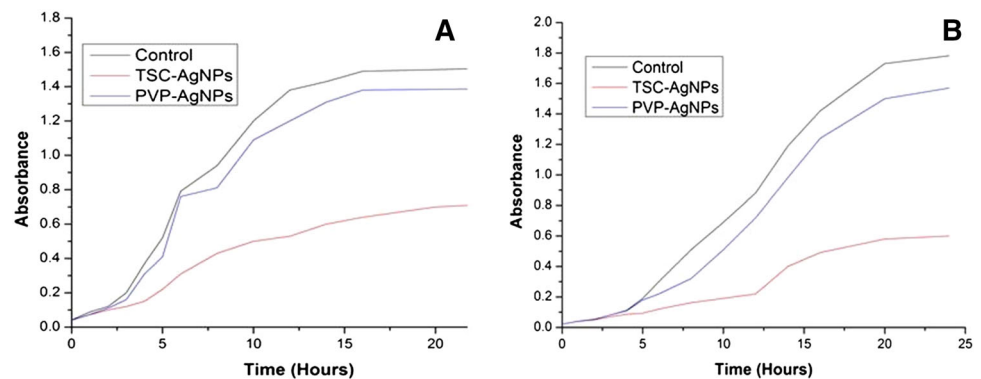 A
Control
TSC-AgNPs
PVP-AgNPs
Absorbance
1.8
1.6
1.4
1.2
1.0
0.8
0.6
0.4
0.2
0.0
0 5 10 15 20
Time (Hours)
B
Control
TSC-AgNPs
PVP-AgNPs
Absorbance
2.0
1.8
1.6
1.4
1.2
1.0
0.8
0.6
0.4
0.2
0.0
0 5 10 15 20 25
Time (Hours)